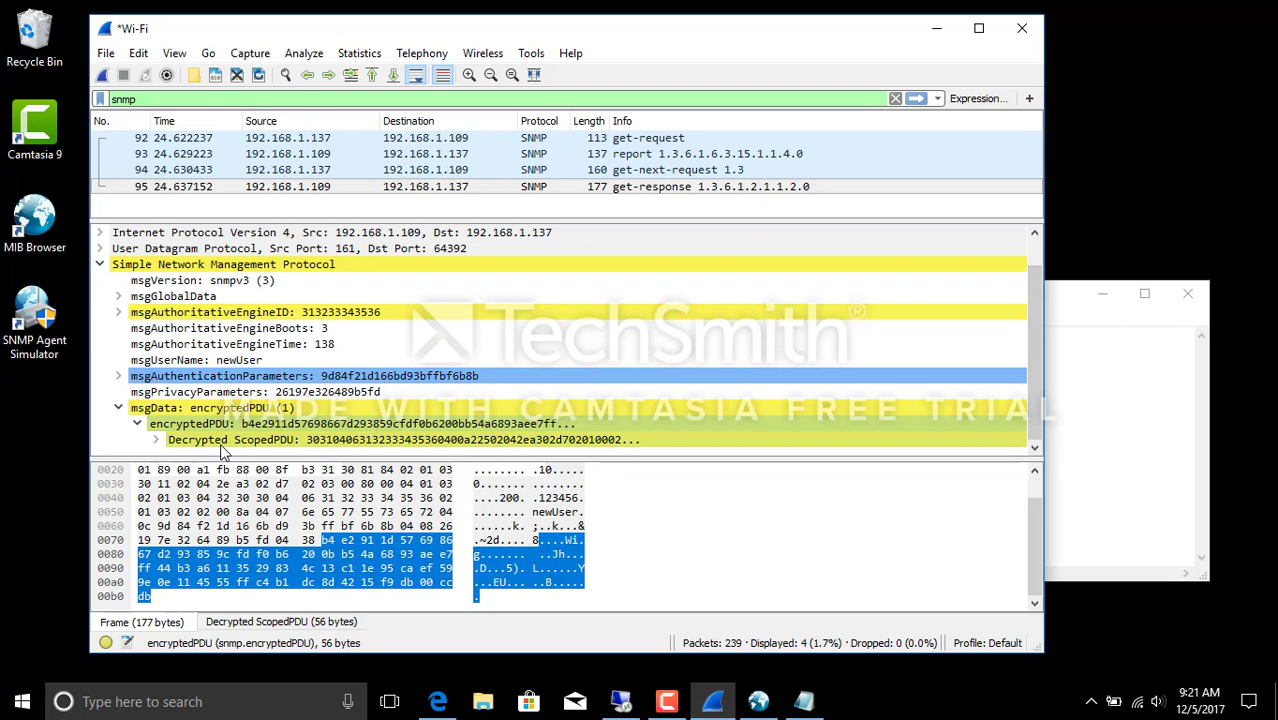 Recycle Bin
Camtasia 9
MIB Browser
SNMP Agent
Simulator
*Wi-Fi
File Edit View Go Capture Analyze Statistics Telephony Wireless Tools Help
snmp
Expression... +
No. Time Source Destination Protocol Length Info
92 24.622237 192.168.1.137 192.168.1.109 SNMP 113 get-request
93 24.629223 192.168.1.109 192.168.1.137 SNMP 137 report 1.3.6.1.6.3.15.1.1.4.0
94 24.630433 192.168.1.137 192.168.1.109 SNMP 160 get-next-request 1.3
95 24.637152 192.168.1.109 192.168.1.137 SNMP 177 get-response 1.3.6.1.2.1.1.2.0
Internet Protocol Version 4, Src: 192.168.1.109, Dst: 192.168.1.137
User Datagram Protocol, Src Port: 161, Dst Port: 64392
Simple Network Management Protocol
msgVersion: snmpv3 (3)
msgGlobalData
msgAuthoritativeEngineID: 313233343536
msgAuthoritativeEngineBoots: 3
msgAuthoritativeEngineTime: 138
msgUserName: newUser
msgAuthenticationParameters: 9d84f21d166bd93bffbf6b8b
msgPrivacyParameters: 26197e326489b5fd
msgData: encryptedPDU (1)
encryptedPDU: b4e2911d57698667d293859cfdf0b6200bb54a6893aee7ff...
Decrypted ScopedPDU: 303104063132333435360400a22502042ea302d702010002...
TechSmith®
MADE WITH CAMTASIA FREE TRIAL
0020 01 89 00 a1 fb 88 00 8f b3 31 30 81 84 02 01 03 ........ .10.....
0030 30 11 02 04 2e a3 02 d7 02 03 00 80 00 04 01 03 0....... ........
0040 02 01 03 04 32 30 30 04 06 31 32 33 34 35 36 02 ....200. .123456.
0050 01 03 02 02 00 8a 04 07 6e 65 77 55 73 65 72 04 ........ newUser.
0060 0c 9d 84 f2 1d 16 6b d9 3b ff bf 6b 8b 04 08 26 ......k. ;..k...&
0070 19 7e 32 64 89 b5 fd 04 38 b4 e2 91 1d 57 69 86 .~2d.... 8....Wi.
0080 67 d2 93 85 9c fd f0 b6 20 0b b5 4a 68 93 ae e7 g....... ..Jh...
0090 ff 44 b3 a6 11 35 29 83 4c 13 c1 1e 95 ca ef 59 .D...5). L......Y
00a0 9e 0e 11 45 55 ff c4 b1 dc 8d 42 15 f9 db 00 cc ...EU... ..B.....
00b0 db .
Frame (177 bytes) Decrypted ScopedPDU (56 bytes)
encryptedPDU (snmp.encryptedPDU), 56 bytes Packets: 239 · Displayed: 4 (1.7%) · Dropped: 0 (0.0%) Profile: Default
Type here to search
9:21 AM
12/5/2017